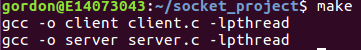 gordon@E14073043:~/socket_project$ make
gcc -o client client.c -lpthread
gcc -o server server.c -lpthread